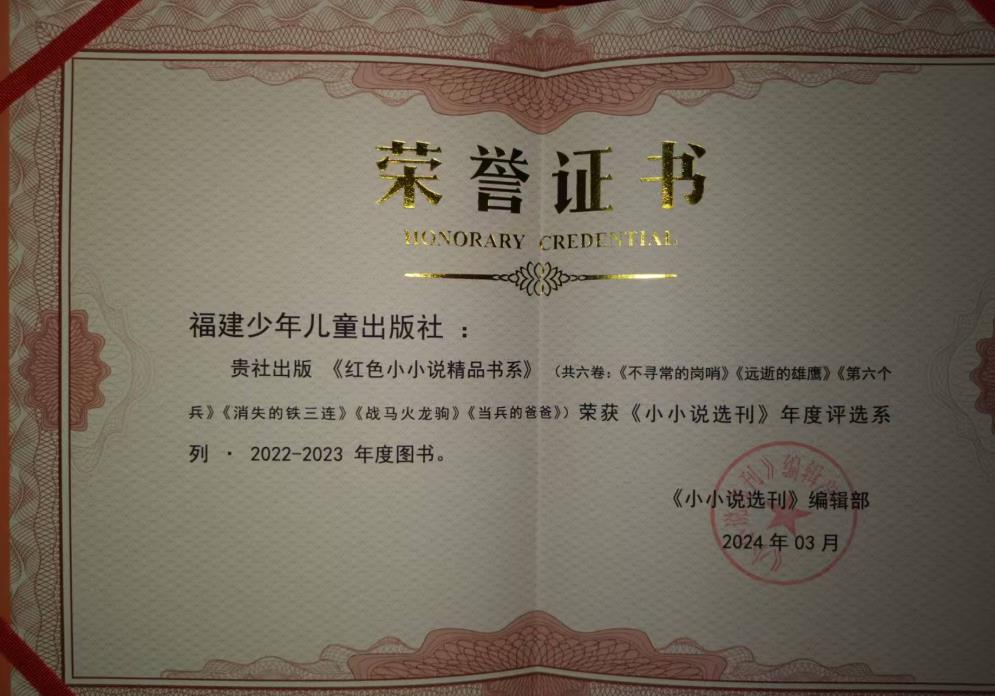 荣誉证书
HONORARY CREDENTIAL
福建少年儿童出版社 ：
贵社出版 《红色小小说精品书系》 （共六卷：《不寻常的岗哨》《远逝的雄鹰》《第六个
兵》《消失的铁三连》《战马火龙驹》《当兵的爸爸》）荣获《小小说选刊》年度评选系
列 · 2022-2023 年度图书。
《小小说选刊》编辑部
2024 年 03 月